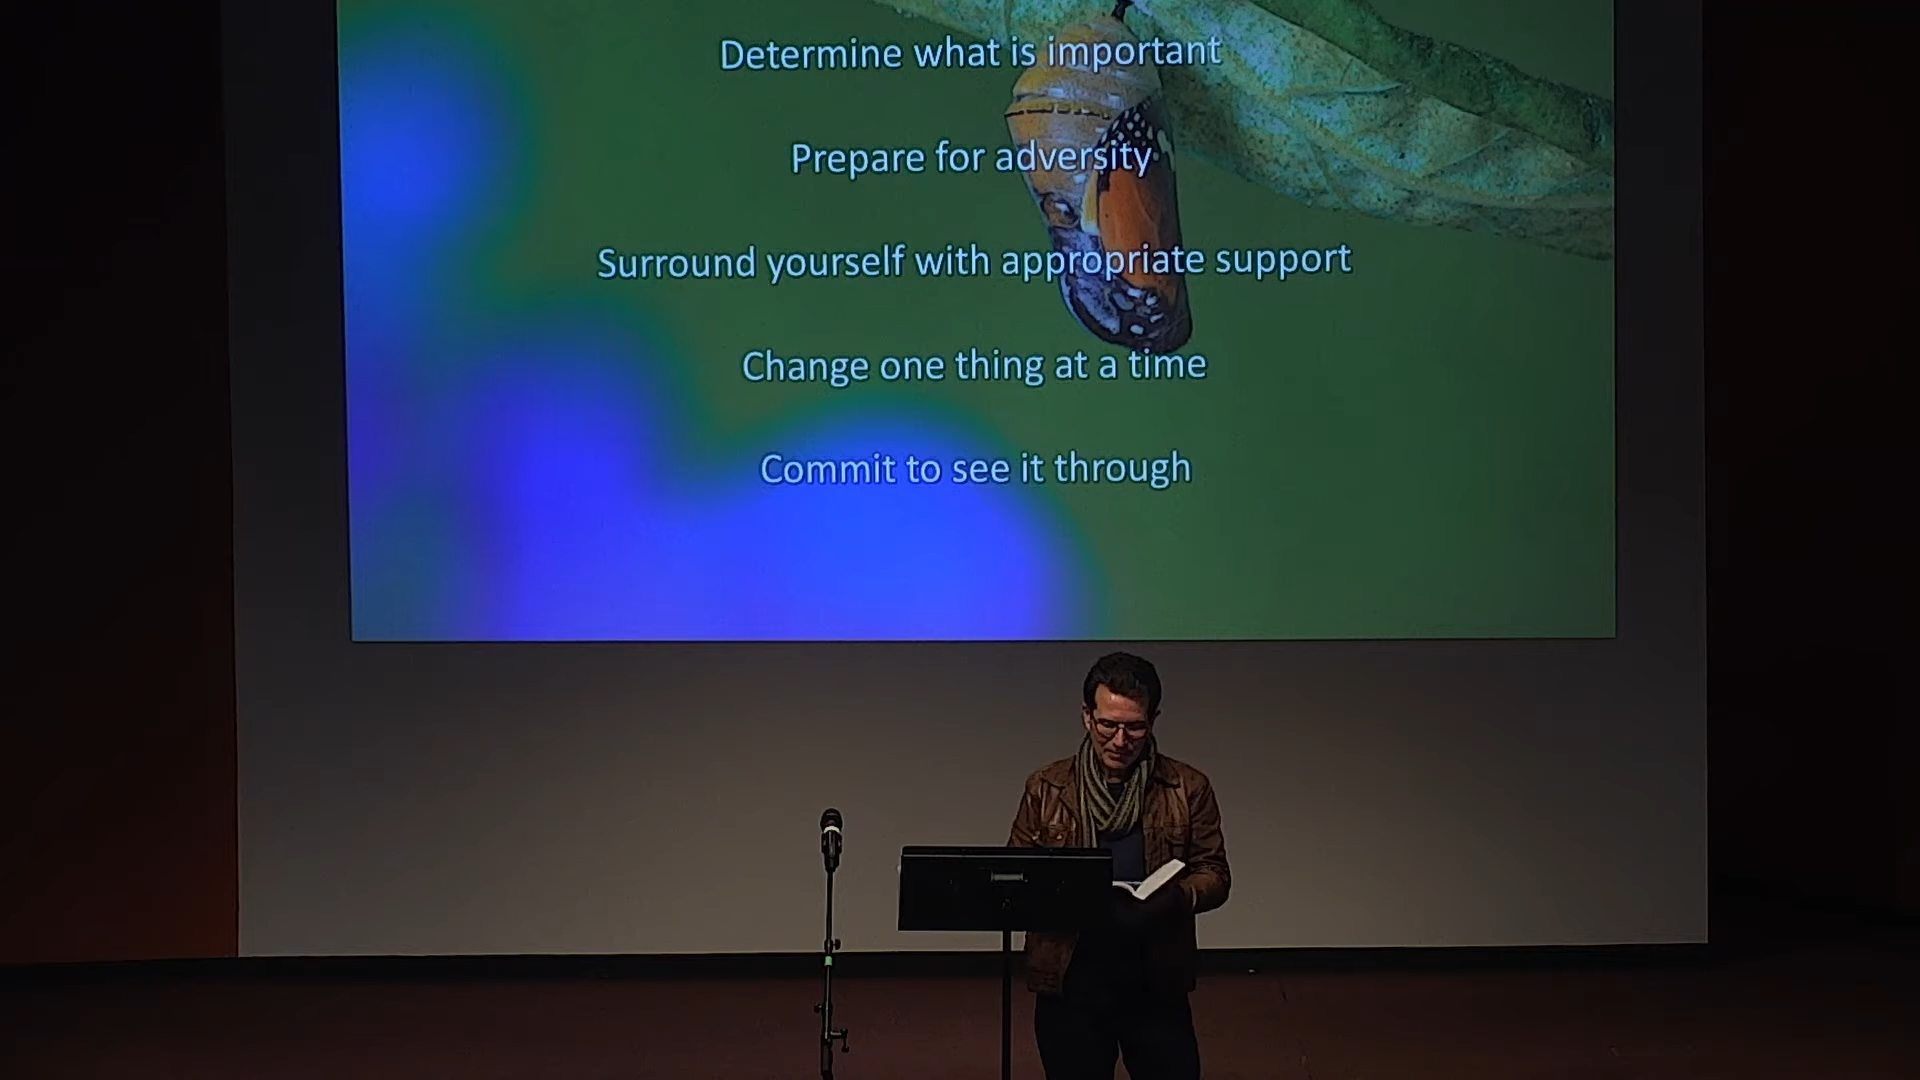 Determine what is important
Prepare for adversity
Surround yourself with appropriate support
Change one thing at a time
Commit to see it through